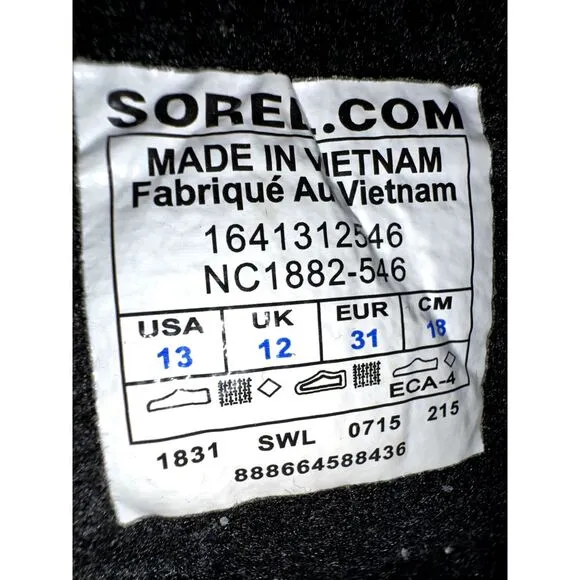 SOREL.COM
MADE IN VIETNAM
Fabriqué Au Vietnam
1641312546
NC1882-546
USA UK EUR CM
13 12 31 18
ECA-4
1831 SWL 0715 215
888664588436